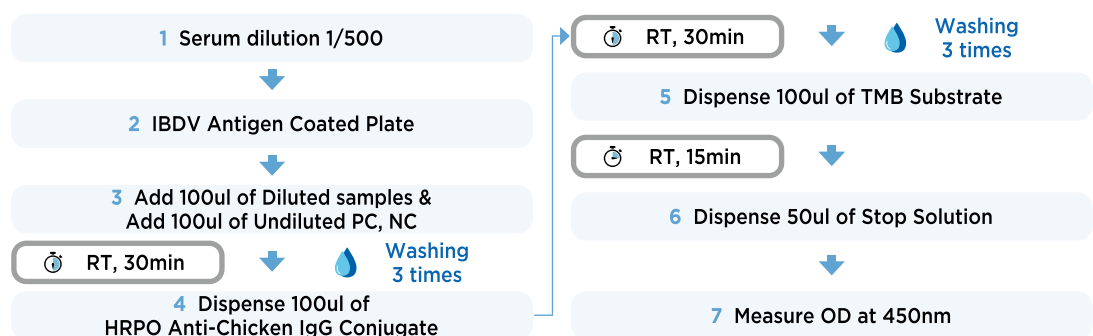 1 Serum dilution 1/500
2 IBDV Antigen Coated Plate
3 Add 100ul of Diluted samples &
Add 100ul of Undiluted PC, NC
RT, 30min
Washing
3 times
4 Dispense 100ul of
HRPO Anti-Chicken IgG Conjugate
RT, 30min
Washing
3 times
5 Dispense 100ul of TMB Substrate
RT, 15min
6 Dispense 50ul of Stop Solution
7 Measure OD at 450nm